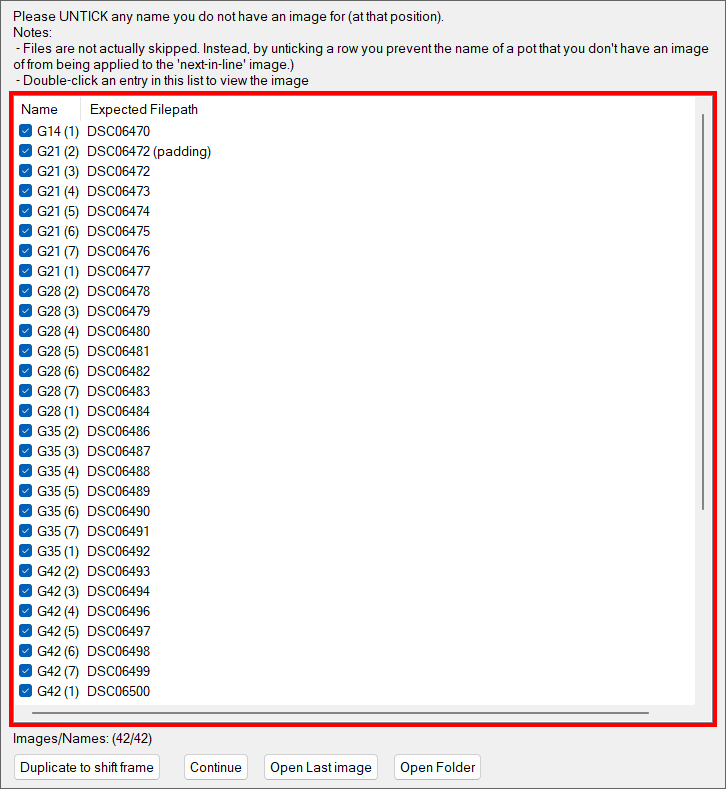 Please UNTICK any name you do not have an image for (at that position).
Notes:
- Files are not actually skipped. Instead, by unticking a row you prevent the name of a pot that you don't have an image
of from being applied to the 'next-in-line' image.)
- Double-click an entry in this list to view the image
Name Expected Filepath
G14 (1) DSC06470
G21 (2) DSC06472 (padding)
G21 (3) DSC06472
G21 (4) DSC06473
G21 (5) DSC06474
G21 (6) DSC06475
G21 (7) DSC06476
G21 (1) DSC06477
G28 (2) DSC06478
G28 (3) DSC06479
G28 (4) DSC06480
G28 (5) DSC06481
G28 (6) DSC06482
G28 (7) DSC06483
G28 (1) DSC06484
G35 (2) DSC06486
G35 (3) DSC06487
G35 (4) DSC06488
G35 (5) DSC06489
G35 (6) DSC06490
G35 (7) DSC06491
G35 (1) DSC06492
G42 (2) DSC06493
G42 (3) DSC06494
G42 (4) DSC06496
G42 (5) DSC06497
G42 (6) DSC06498
G42 (7) DSC06499
G42 (1) DSC06500
Images/Names: (42/42)
Duplicate to shift frame Continue Open Last image Open Folder